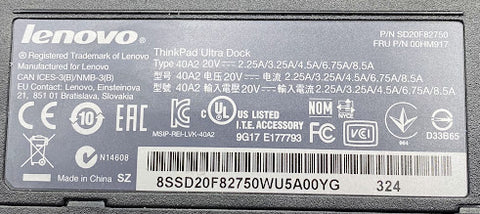 lenovo
P/N SD20F82750
FRU P/N 00HM917
® Registered Trademark of Lenovo
Manufactured for Lenovo
CAN ICES-3(B)/NMB-3(B)
EU Contact: Lenovo, Einsteinova
21, 851 01 Bratislava, Slovakia
ThinkPad Ultra Dock
Type 40A2 20V ⎓ 2.25A/3.25A/4.5A/6.75A/8.5A
类型 40A2 电压 20V ⎓ 电流 2.25A/3.25A/4.5A/6.75A/8.5A
型號 40A2 輸入電壓 20V ⎓ 輸入電流 2.25A/3.25A/4.5A/6.75A/8.5A
10
EAC
MSIP-REI-LVK-40A2
c UL US LISTED
I.T.E. ACCESSORY
9G17 E177793
NOM
NYCE
VCI
D33B65
N14608
Made in China SZ
8SSD20F82750WU5A00YG
324